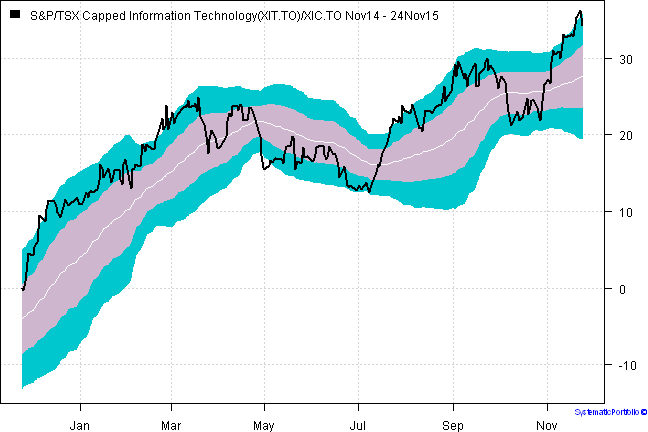 S&P/TSX Capped Information Technology(XIT.TO)/XIC.TO Nov14 - 24Nov15
30
20
10
0
-10
Jan Mar May Jul Sep Nov
SystematicPortfolio ©